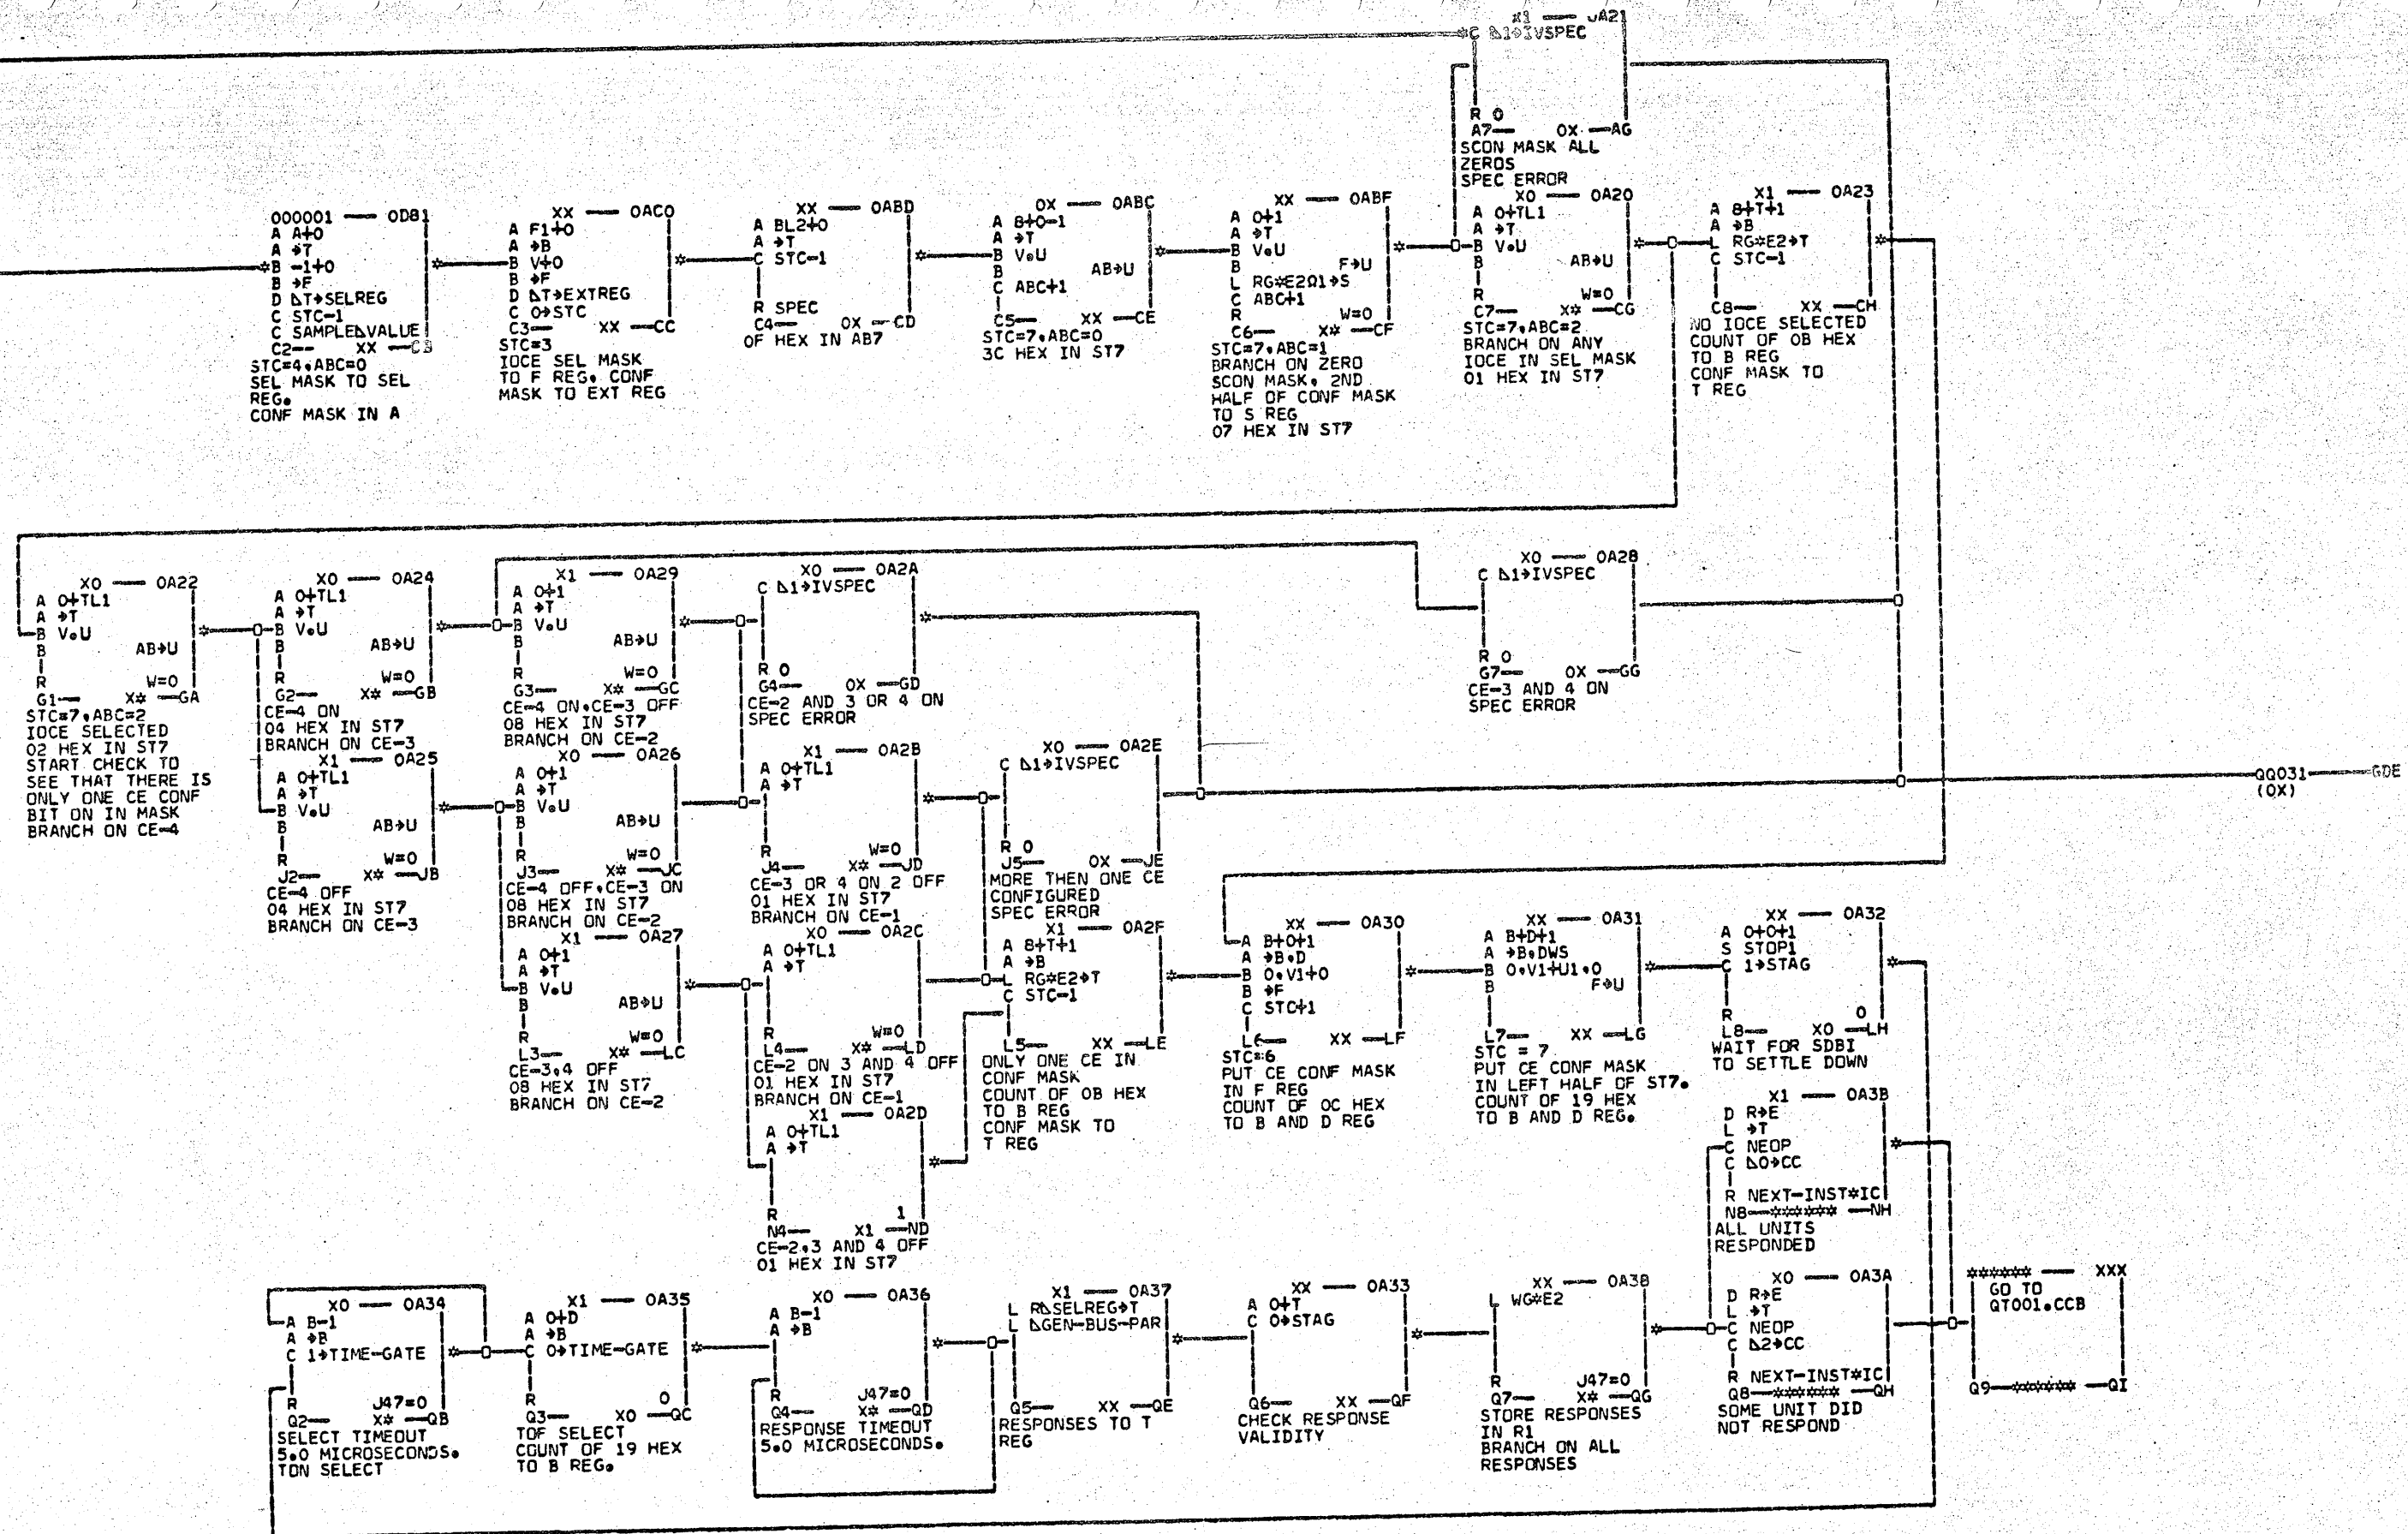 X1 — 0A21
C Δ1→IVSPEC
R 0
A7— 0X —AG
SCON MASK ALL
ZEROS
SPEC ERROR
000001 — 0D81
A A+0
A →T
B -1+0
B →F
D ΔT→SELREG
C STC-1
C SAMPLEΔVALUE
C2— XX —CB
STC=4,ABC=0
SEL MASK TO SEL
REG.
CONF MASK IN A
XX — 0AC0
A F1+0
A →B
B V+0
B →F
D ΔT→EXTREG
C 0→STC
C3— XX —CC
STC=3
IOCE SEL MASK
TO F REG. CONF
MASK TO EXT REG
XX — 0ABD
A BL2+0
A →T
C STC-1
R SPEC
C4— 0X —CD
OF HEX IN AB7
0X — 0ABC
A 8+0-1
A →T
B V.U
B AB→U
C ABC+1
C5— XX —CE
STC=7,ABC=0
3C HEX IN ST7
XX — 0ABF
A 0+1
A →T
B V.U
B F→U
L RG*E2Ω1→S
C ABC+1
R W=0
C6— X* —CF
STC=7,ABC=1
BRANCH ON ZERO
SCON MASK. 2ND
HALF OF CONF MASK
TO S REG
07 HEX IN ST7
X0 — 0A20
A 0+TL1
A →T
B V.U
B AB→U
R W=0
C7— X* —CG
STC=7,ABC=2
BRANCH ON ANY
IOCE IN SEL MASK
01 HEX IN ST7
X1 — 0A23
A 8+T+1
A →B
L RG*E2→T
C STC-1
C8— XX —CH
NO IOCE SELECTED
COUNT OF 0B HEX
TO B REG
CONF MASK TO
T REG
X0 — 0A22
A 0+TL1
A →T
B V.U
B AB→U
R W=0
G1— X* —GA
STC=7,ABC=2
IOCE SELECTED
02 HEX IN ST7
START CHECK TO
SEE THAT THERE IS
ONLY ONE CE CONF
BIT ON IN MASK
BRANCH ON CE-4
X0 — 0A24
A 0+TL1
A →T
B V.U
B AB→U
R W=0
G2— X* —GB
CE-4 ON
04 HEX IN ST7
BRANCH ON CE-3
X1 — 0A29
A 0+1
A →T
B V.U
B AB→U
R W=0
G3— X* —GC
CE-4 ON,CE-3 OFF
08 HEX IN ST7
BRANCH ON CE-2
X0 — 0A2A
C Δ1→IVSPEC
R 0
G4— 0X —GD
CE-2 AND 3 OR 4 ON
SPEC ERROR
X0 — 0A28
C Δ1→IVSPEC
R 0
G7— 0X —GG
CE-3 AND 4 ON
SPEC ERROR
X1 — 0A25
A 0+TL1
A →T
B V.U
B AB→U
R W=0
J2— X* —JB
CE-4 OFF
04 HEX IN ST7
BRANCH ON CE-3
X0 — 0A26
A 0+1
A →T
B V.U
B AB→U
R W=0
J3— X* —JC
CE-4 OFF,CE-3 ON
08 HEX IN ST7
BRANCH ON CE-2
X1 — 0A2B
A 0+TL1
A →T
R W=0
J4— X* —JD
CE-3 OR 4 ON 2 OFF
01 HEX IN ST7
BRANCH ON CE-1
X0 — 0A2E
C Δ1→IVSPEC
R 0
J5— 0X —JE
MORE THEN ONE CE
CONFIGURED
SPEC ERROR
QQ031 — GDE
(0X)
X1 — 0A27
A 0+1
A →T
B V.U
B AB→U
R W=0
L3— X* —LC
CE-3,4 OFF
08 HEX IN ST7
BRANCH ON CE-2
X0 — 0A2C
A 0+TL1
A →T
R W=0
L4— X* —LD
CE-2 ON 3 AND 4 OFF
01 HEX IN ST7
BRANCH ON CE-1
X1 — 0A2F
A 8+T+1
A →B
L RG*E2→T
C STC-1
L5— XX —LE
ONLY ONE CE IN
CONF MASK
COUNT OF 0B HEX
TO B REG
CONF MASK TO
T REG
XX — 0A30
A B+0+1
A →B.D
B 0.V1+0
B →F
C STC+1
L6— XX —LF
STC=6
PUT CE CONF MASK
IN F REG
COUNT OF 0C HEX
TO B AND D REG
XX — 0A31
A B+D+1
A →B.DWS
B 0.V1+U1.0
B F→U
L7— XX —LG
STC = 7
PUT CE CONF MASK
IN LEFT HALF OF ST7.
COUNT OF 19 HEX
TO B AND D REG.
XX — 0A32
A 0+0+1
S STOP1
C 1→STAG
R 0
L8— X0 —LH
WAIT FOR SDBI
TO SETTLE DOWN
X1 — 0A2D
A 0+TL1
A →T
R 1
N4— X1 —ND
CE-2,3 AND 4 OFF
01 HEX IN ST7
X1 — 0A3B
D R→E
L →T
C NEOP
C Δ0→CC
R NEXT-INST*IC
N8—****** —NH
ALL UNITS
RESPONDED
X0 — 0A34
A B-1
A →B
C 1→TIME-GATE
R J47=0
Q2— X* —QB
SELECT TIMEOUT
5.0 MICROSECONDS.
TON SELECT
X1 — 0A35
A 0+D
A →B
C 0→TIME-GATE
R 0
Q3— X0 —QC
TOF SELECT
COUNT OF 19 HEX
TO B REG.
X0 — 0A36
A B-1
A →B
R J47=0
Q4— X* —QD
RESPONSE TIMEOUT
5.0 MICROSECONDS.
X1 — 0A37
L RΔSELREG→T
L ΔGEN-BUS-PAR
Q5— XX —QE
RESPONSES TO T
REG
XX — 0A33
A 0+T
C 0→STAG
Q6— XX —QF
CHECK RESPONSE
VALIDITY
XX — 0A38
L WG*E2
R J47=0
Q7— X* —QG
STORE RESPONSES
IN R1
BRANCH ON ALL
RESPONSES
X0 — 0A3A
D R→E
L →T
C NEOP
C Δ2→CC
R NEXT-INST*IC
Q8—****** —QH
SOME UNIT DID
NOT RESPOND
****** — XXX
GO TO
QT001.CCB
Q9—****** —QI